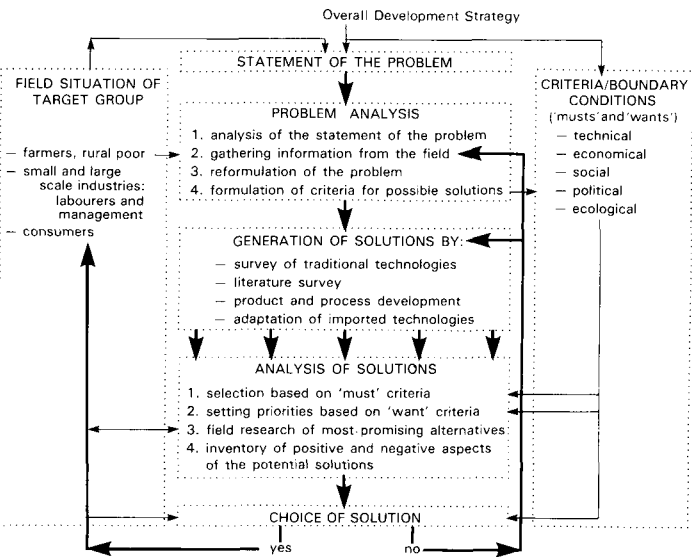 Overall Development Strategy
STATEMENT OF THE PROBLEM
FIELD SITUATION OF
TARGET GROUP
– farmers, rural poor
– small and large
scale industries:
labourers and
management
– consumers
PROBLEM ANALYSIS
1. analysis of the statement of the problem
2. gathering information from the field
3. reformulation of the problem
4. formulation of criteria for possible solutions
CRITERIA/BOUNDARY
CONDITIONS
('musts' and 'wants')
– technical
– economical
– social
– political
– ecological
GENERATION OF SOLUTIONS BY:
– survey of traditional technologies
– literature survey
– product and process development
– adaptation of imported technologies
ANALYSIS OF SOLUTIONS
1. selection based on 'must' criteria
2. setting priorities based on 'want' criteria
3. field research of most promising alternatives
4. inventory of positive and negative aspects
of the potential solutions
CHOICE OF SOLUTION
yes
no